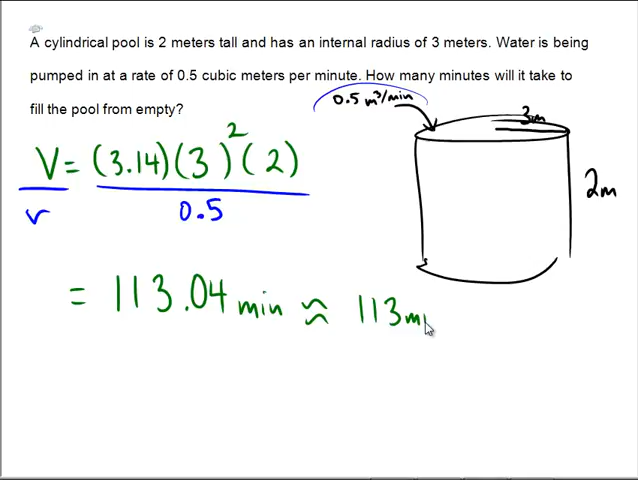 A cylindrical pool is 2 meters tall and has an internal radius of 3 meters. Water is being
pumped in at a rate of 0.5 cubic meters per minute. How many minutes will it take to
fill the pool from empty?
0.5 m³/min
3m
2m
V = (3.14)(3)²(2)
r 0.5
= 113.04 min ≈ 113 m